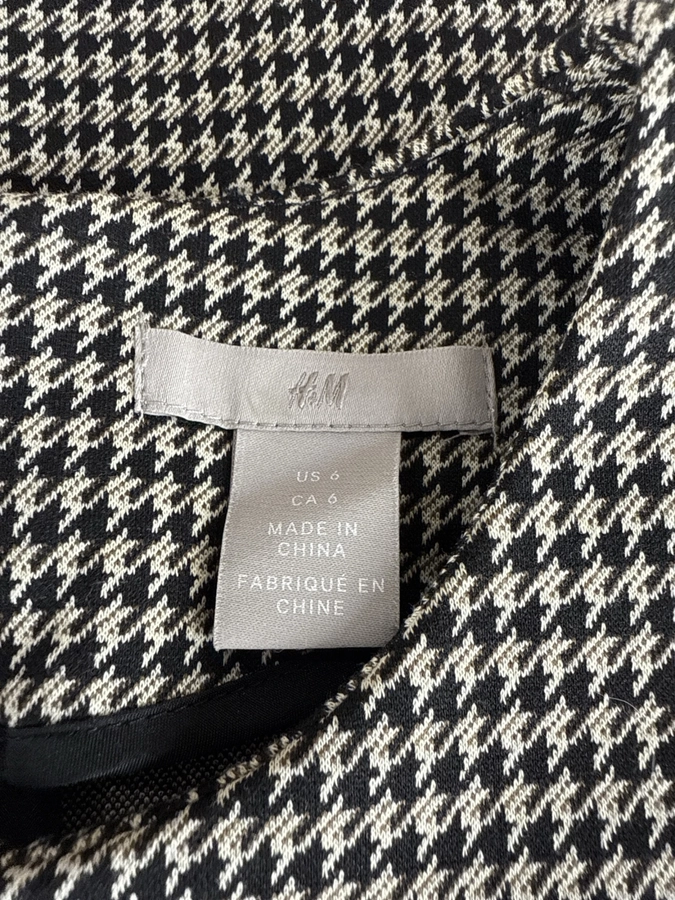 H&M
US 6
CA 6
MADE IN
CHINA
FABRIQUÉ EN
CHINE